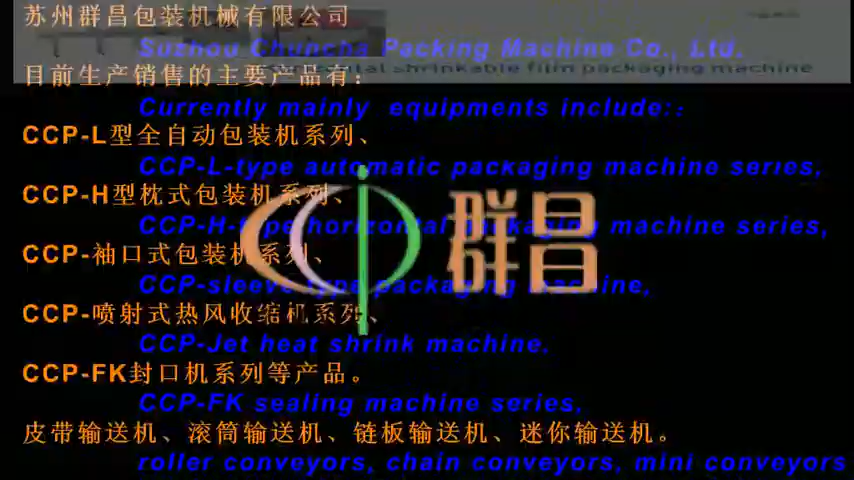 苏州群昌包装机械有限公司
Suzhou Chuncha Packing Machine Co., Ltd.
目前生产销售的主要产品有:
shrinkable film packaging machine
Currently mainly equipments include::
CCP-L型全自动包装机系列、
CCP-L-type automatic packaging machine series,
CCP-H型枕式包装机系列、
CCP-H-type horizontal packaging machine series,
群昌
CCP-袖口式包装机系列、
CCP-sleeve type packaging machine,
CCP-喷射式热风收缩机系列、
CCP-Jet heat shrink machine,
CCP-FK封口机系列等产品。
CCP-FK sealing machine series,
皮带输送机、滚筒输送机、链板输送机、迷你输送机。
roller conveyors, chain conveyors, mini conveyors